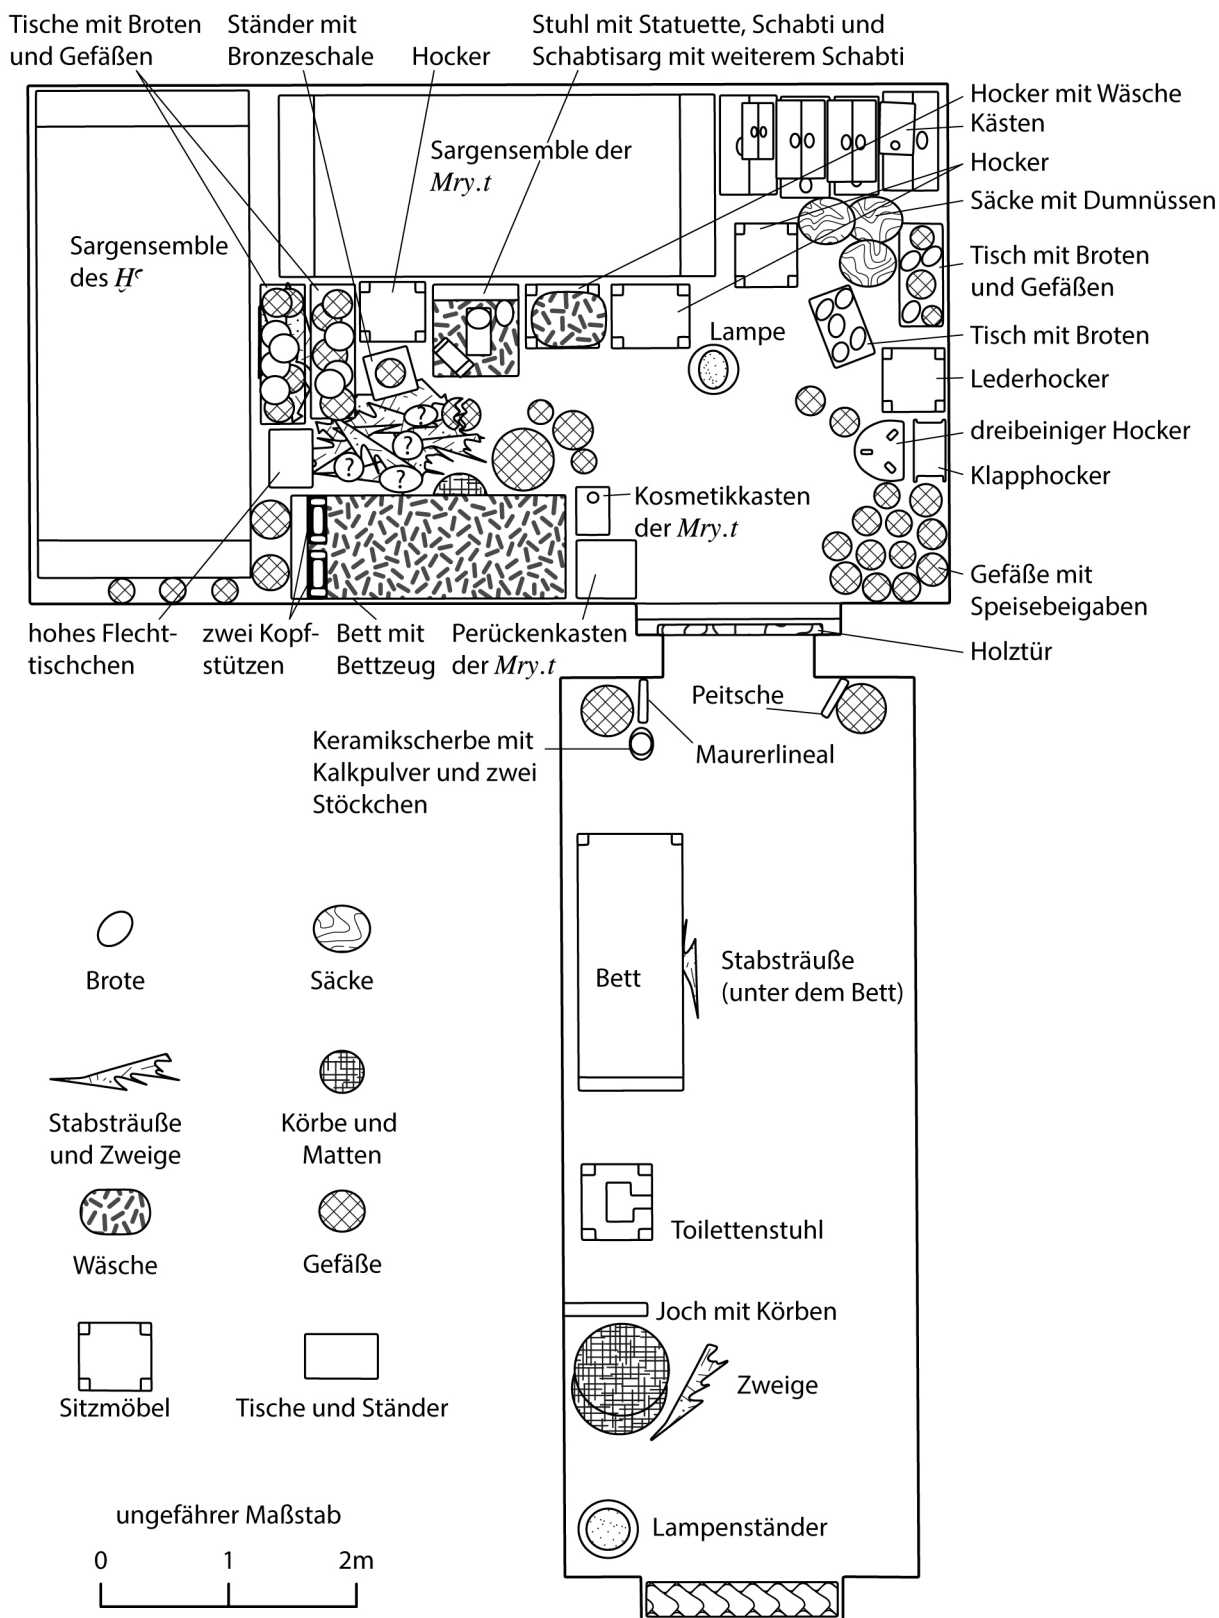 Tische mit Broten
und Gefäßen
Ständer mit
Bronzeschale
Hocker
Stuhl mit Statuette, Schabti und
Schabtisarg mit weiterem Schabti
Hocker mit Wäsche
Kästen
Hocker
Säcke mit Dumnüssen
Tisch mit Broten
und Gefäßen
Tisch mit Broten
Lederhocker
dreibeiniger Hocker
Klapphocker
Gefäße mit
Speisebeigaben
Holztür
Sargensemble der
Mry.t
Sargensemble
des Ḫꜥ
Lampe
?
?
?
?
Kosmetikkasten
der Mry.t
hohes Flecht-
tischchen
zwei Kopf-
stützen
Bett mit
Bettzeug
Perückenkasten
der Mry.t
Peitsche
Maurerlineal
Keramikscherbe mit
Kalkpulver und zwei
Stöckchen
Bett
Stabsträuße
(unter dem Bett)
Toilettenstuhl
Joch mit Körben
Zweige
Lampenständer
Brote
Säcke
Stabsträuße
und Zweige
Körbe und
Matten
Wäsche
Gefäße
Sitzmöbel
Tische und Ständer
ungefährer Maßstab
0 1 2m